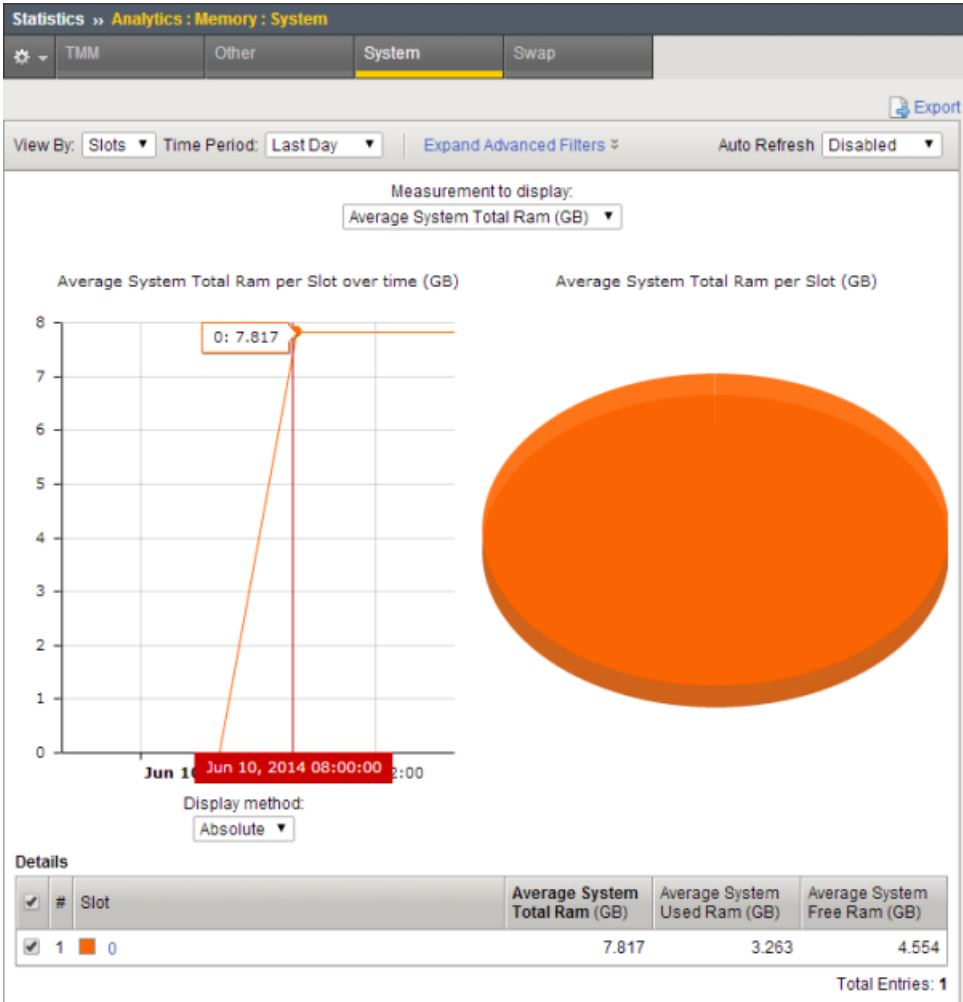 Statistics » Analytics : Memory : System
TMM Other System Swap
Export
View By: Slots Time Period: Last Day Expand Advanced Filters Auto Refresh Disabled
Measurement to display:
Average System Total Ram (GB)
Average System Total Ram per Slot over time (GB)
8
7
6
5
4
3
2
1
0
0: 7.817
Jun 10, 2014 08:00:00
Jun 1
2:00
Display method:
Absolute
Average System Total Ram per Slot (GB)
Details
# Slot Average System Total Ram (GB) Average System Used Ram (GB) Average System Free Ram (GB)
1 0 7.817 3.263 4.554
Total Entries: 1